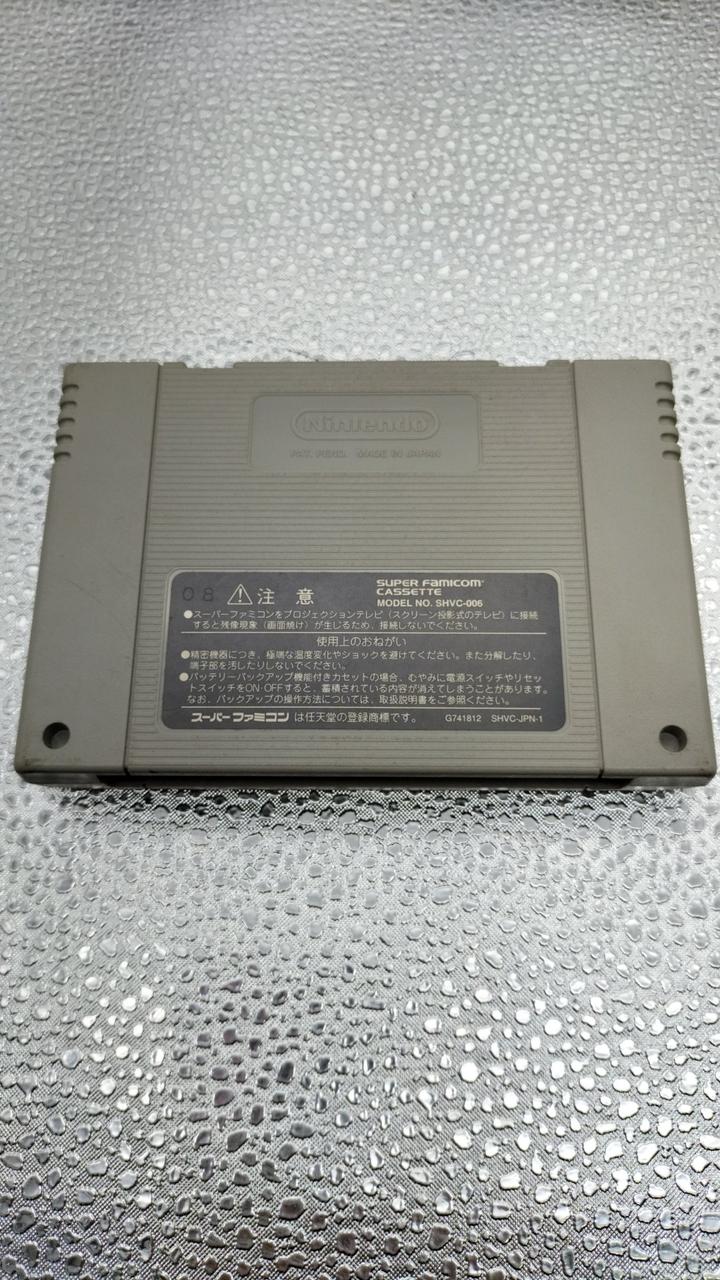 Nintendo
PAT. PEND. MADE IN JAPAN
08 注意 SUPER FAMICOM
CASSETTE
MODEL NO. SHVC-006
●スーパーファミコンをプロジェクションテレビ（スクリーン投影式のテレビ）に接続
すると残像現象（画面焼け）が生じるため、接続しないでください。
使用上のおねがい
●精密機器につき、極端な温度変化やショックを避けてください。また分解したり、
端子部を汚したりしないでください。
●バッテリーバックアップ機能付きカセットの場合、むやみに電源スイッチやリセッ
トスイッチをON・OFFすると、蓄積されている内容が消えてしまうことがあります。
なお、バックアップの操作方法については、取扱説明書をご参照ください。
スーパーファミコン は任天堂の登録商標です。 G741812 SHVC-JPN-1